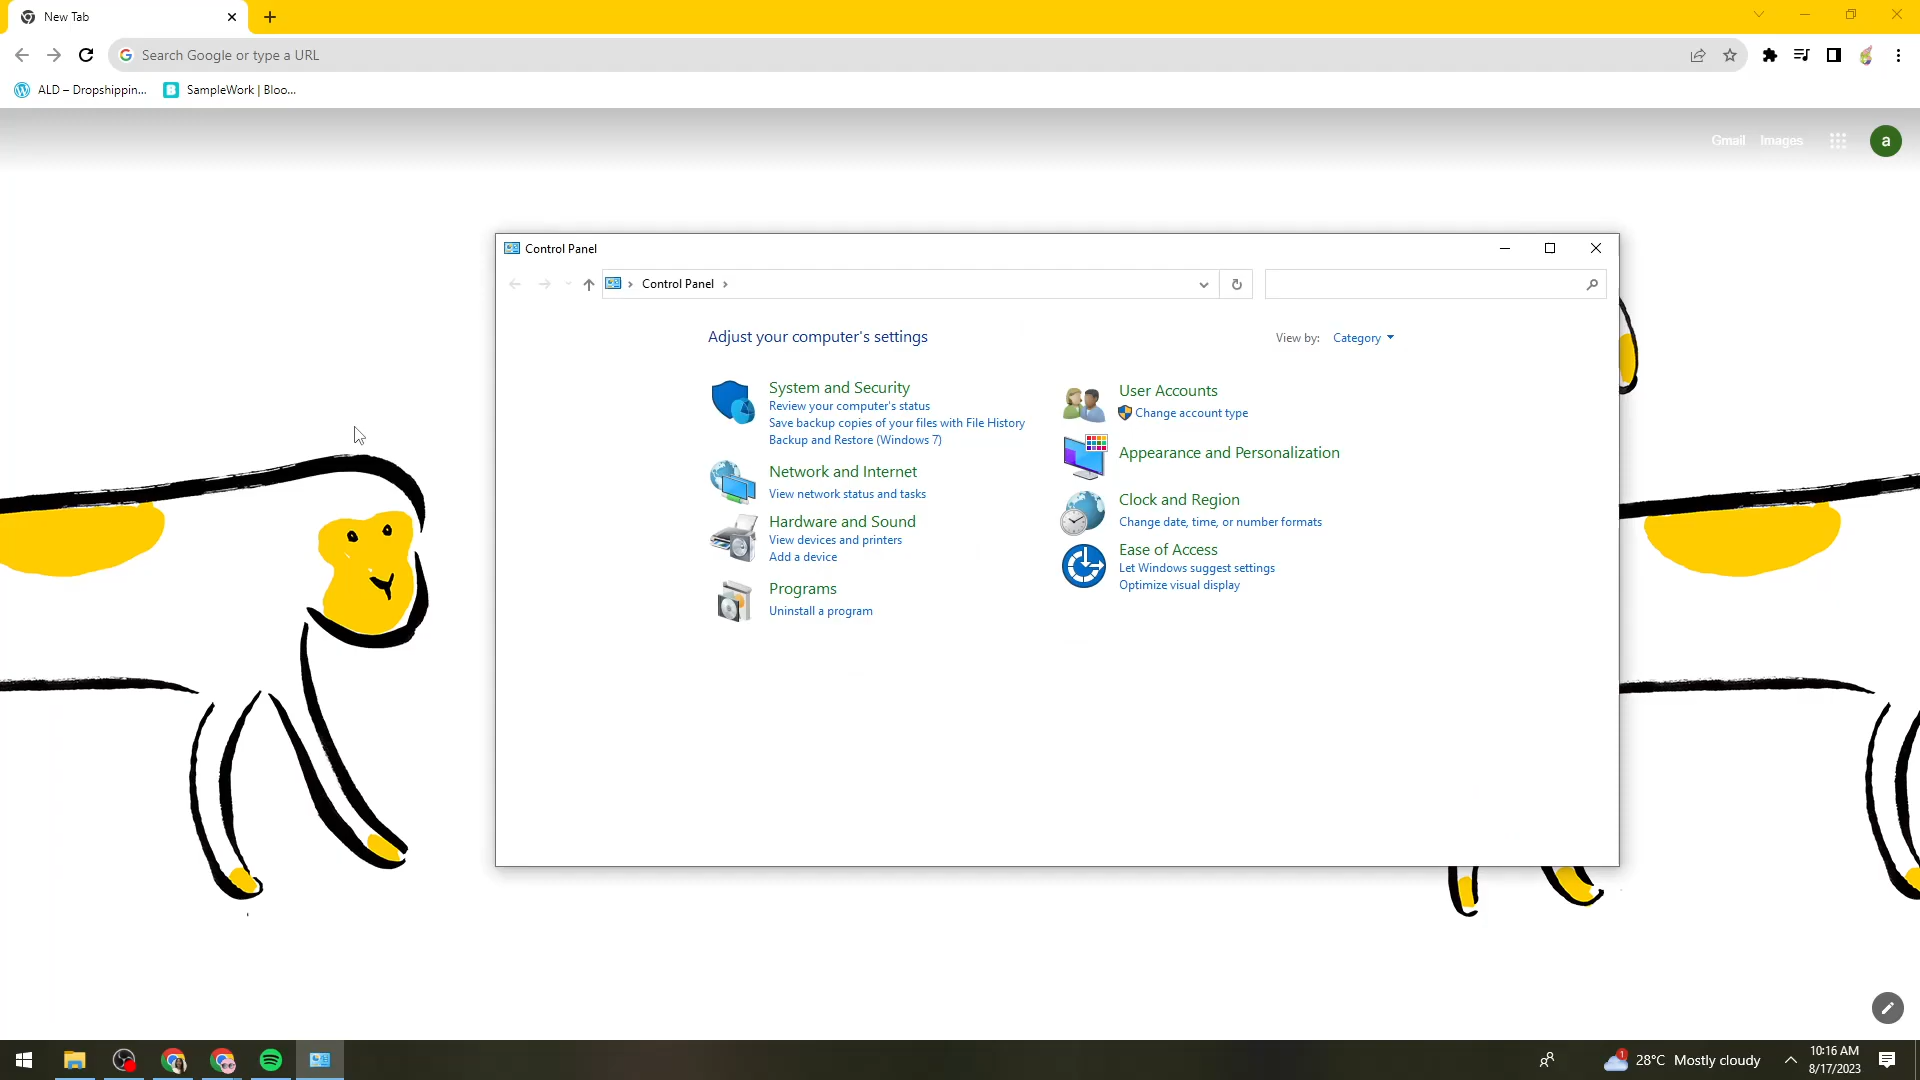 New Tab
Search Google or type a URL
ALD – Dropshippin... SampleWork | Bloo...
Gmail Images a
Control Panel
Control Panel
Adjust your computer's settings
View by: Category
System and Security
Review your computer's status
Save backup copies of your files with File History
Backup and Restore (Windows 7)
Network and Internet
View network status and tasks
Hardware and Sound
View devices and printers
Add a device
Programs
Uninstall a program
User Accounts
Change account type
Appearance and Personalization
Clock and Region
Change date, time, or number formats
Ease of Access
Let Windows suggest settings
Optimize visual display
1 28°C Mostly cloudy
10:16 AM
8/17/2023